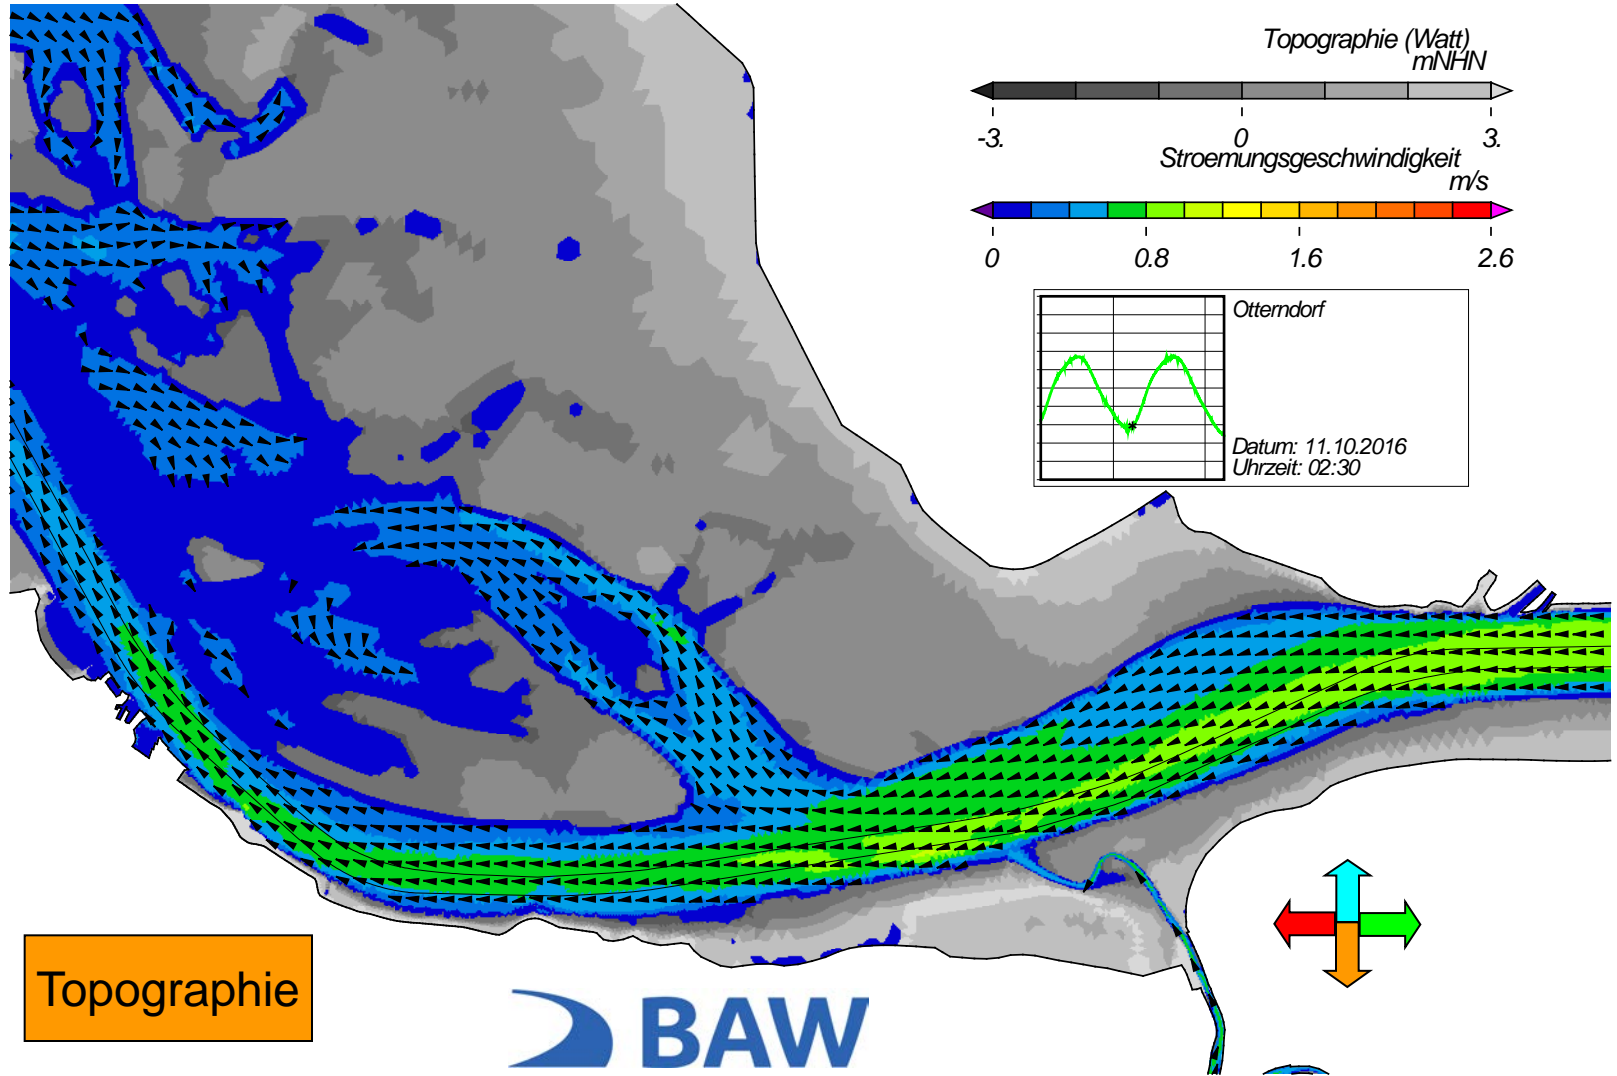 Topographie (Watt)
mNHN
-3. 0 3.
Stroemungsgeschwindigkeit
m/s
0 0.8 1.6 2.6
Otterndorf
Datum: 11.10.2016
Uhrzeit: 02:30
Topographie
BAW